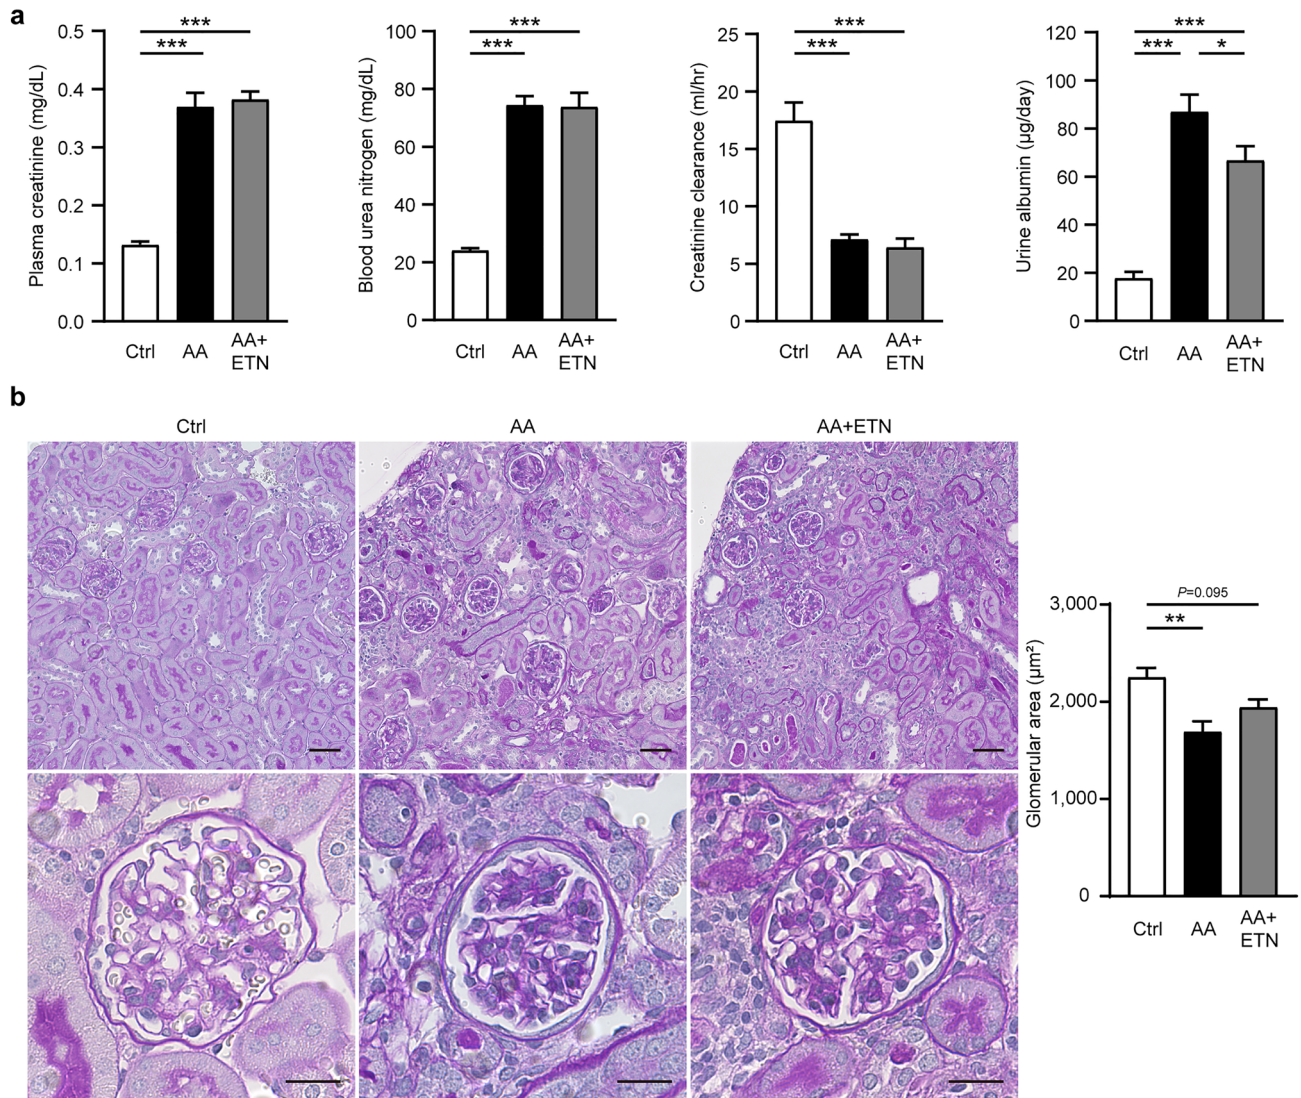 a
***
***
0.5
0.4
0.3
0.2
0.1
0.0
Plasma creatinine (mg/dL)
Ctrl
AA
AA+
ETN
***
***
100
80
60
40
20
0
Blood urea nitrogen (mg/dL)
Ctrl
AA
AA+
ETN
***
***
25
20
15
10
5
0
Creatinine clearance (ml/hr)
Ctrl
AA
AA+
ETN
***
***
*
120
100
80
60
40
20
0
Urine albumin (µg/day)
Ctrl
AA
AA+
ETN
b
Ctrl
AA
AA+ETN
P=0.095
**
3,000
2,000
1,000
0
Glomerular area (µm²)
Ctrl
AA
AA+
ETN